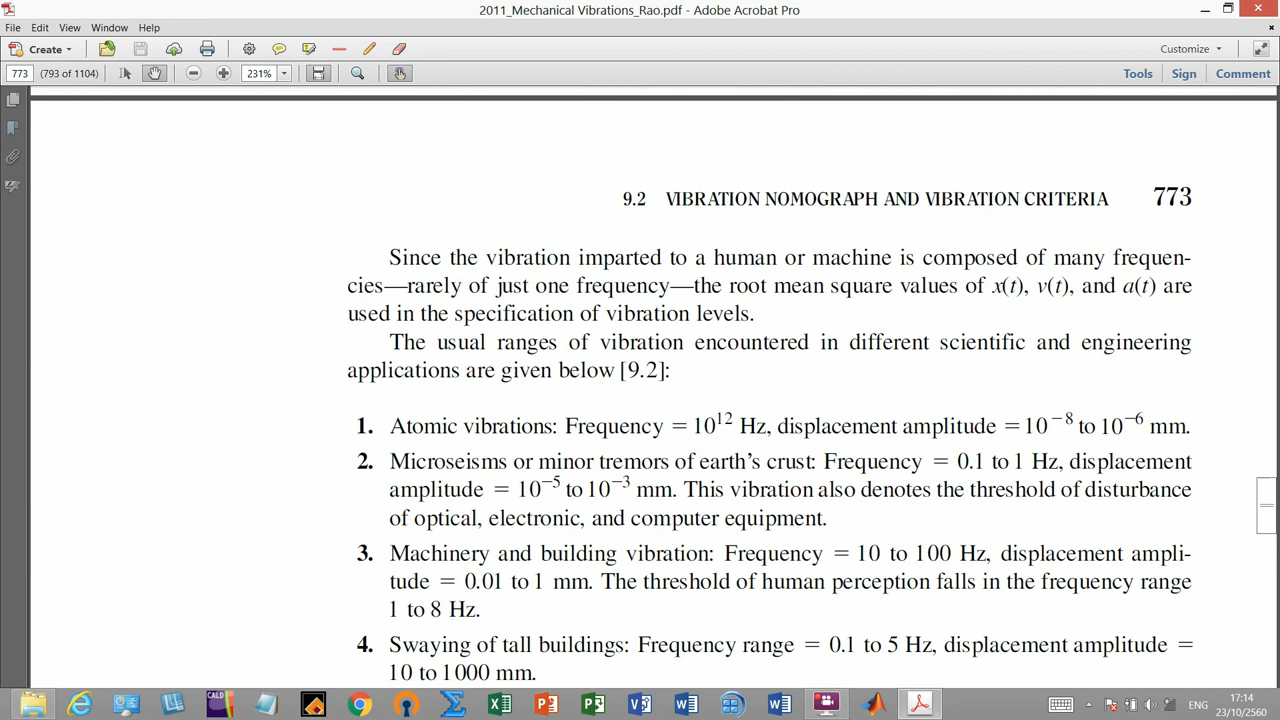 2011_Mechanical Vibrations_Rao.pdf - Adobe Acrobat Pro
File Edit View Window Help
Create Customize
773 (793 of 1104) 231% Tools Sign Comment
9.2 VIBRATION NOMOGRAPH AND VIBRATION CRITERIA 773
Since the vibration imparted to a human or machine is composed of many frequen-
cies—rarely of just one frequency—the root mean square values of x(t), v(t), and a(t) are
used in the specification of vibration levels.
The usual ranges of vibration encountered in different scientific and engineering
applications are given below [9.2]:
1. Atomic vibrations: Frequency = 10¹² Hz, displacement amplitude = 10⁻⁸ to 10⁻⁶ mm.
2. Microseisms or minor tremors of earth's crust: Frequency = 0.1 to 1 Hz, displacement
amplitude = 10⁻⁵ to 10⁻³ mm. This vibration also denotes the threshold of disturbance
of optical, electronic, and computer equipment.
3. Machinery and building vibration: Frequency = 10 to 100 Hz, displacement ampli-
tude = 0.01 to 1 mm. The threshold of human perception falls in the frequency range
1 to 8 Hz.
4. Swaying of tall buildings: Frequency range = 0.1 to 5 Hz, displacement amplitude =
10 to 1000 mm.
CALD
ENG
17:14
23/10/2560